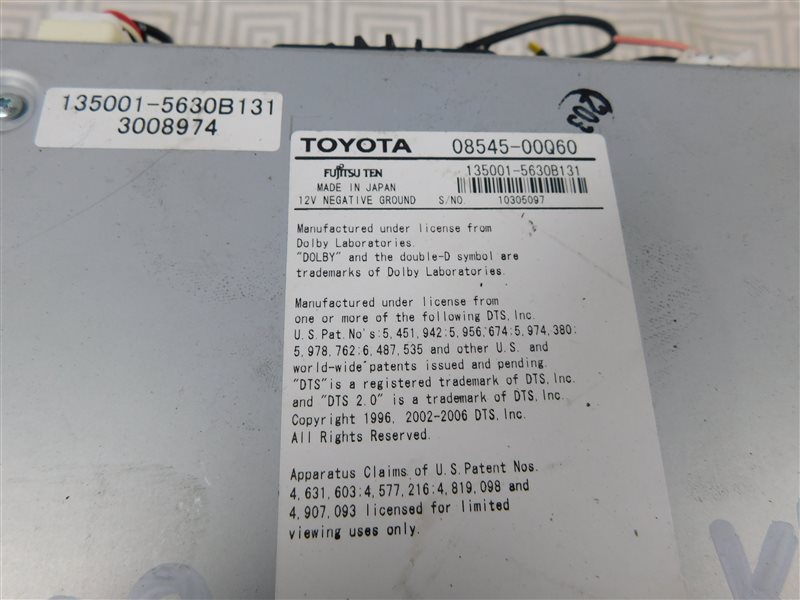 135001-5630B131
3008974
203
TOYOTA 08545-00Q60
FUJITSU TEN 135001-5630B131
MADE IN JAPAN
12V NEGATIVE GROUND S/NO. 10305097
Manufactured under license from
Dolby Laboratories.
"DOLBY" and the double-D symbol are
trademarks of Dolby Laboratories.
Manufactured under license from
one or more of the following DTS, Inc.
U.S. Pat. No's:5,451,942;5,956,674;5,974,380;
5,978,762;6,487,535 and other U.S. and
world-wide patents issued and pending.
"DTS"is a registered trademark of DTS, Inc.
and "DTS 2.0" is a trademark of DTS, Inc.
Copyright 1996, 2002-2006 DTS, Inc.
All Rights Reserved.
Apparatus Claims of U.S. Patent Nos.
4,631,603;4,577,216;4,819,098 and
4,907,093 licensed for limited
viewing uses only.